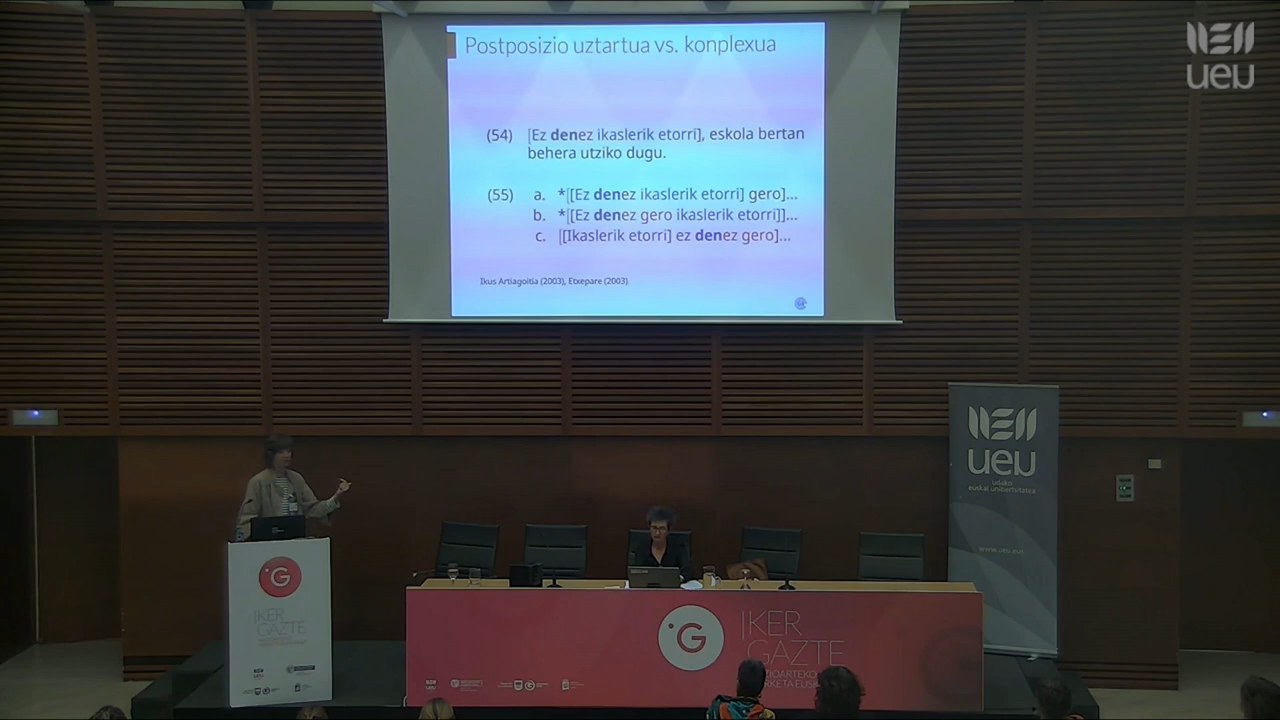 Postposizio uztartua vs. konplexua
(54) [Ez denez ikaslerik etorri], eskola bertan
behera utziko dugu.
(55) a. *[[Ez denez ikaslerik etorri] gero]...
b. *[[Ez denez gero ikaslerik etorri]]...
c. [[Ikaslerik etorri] ez denez gero]...
Ikus Artiagoitia (2003), Etxepare (2003)
ueu
ueu
udako
euskal unibertsitatea
www.ueu.eus
G
IKER
GAZTE
G
IKER
GAZTE